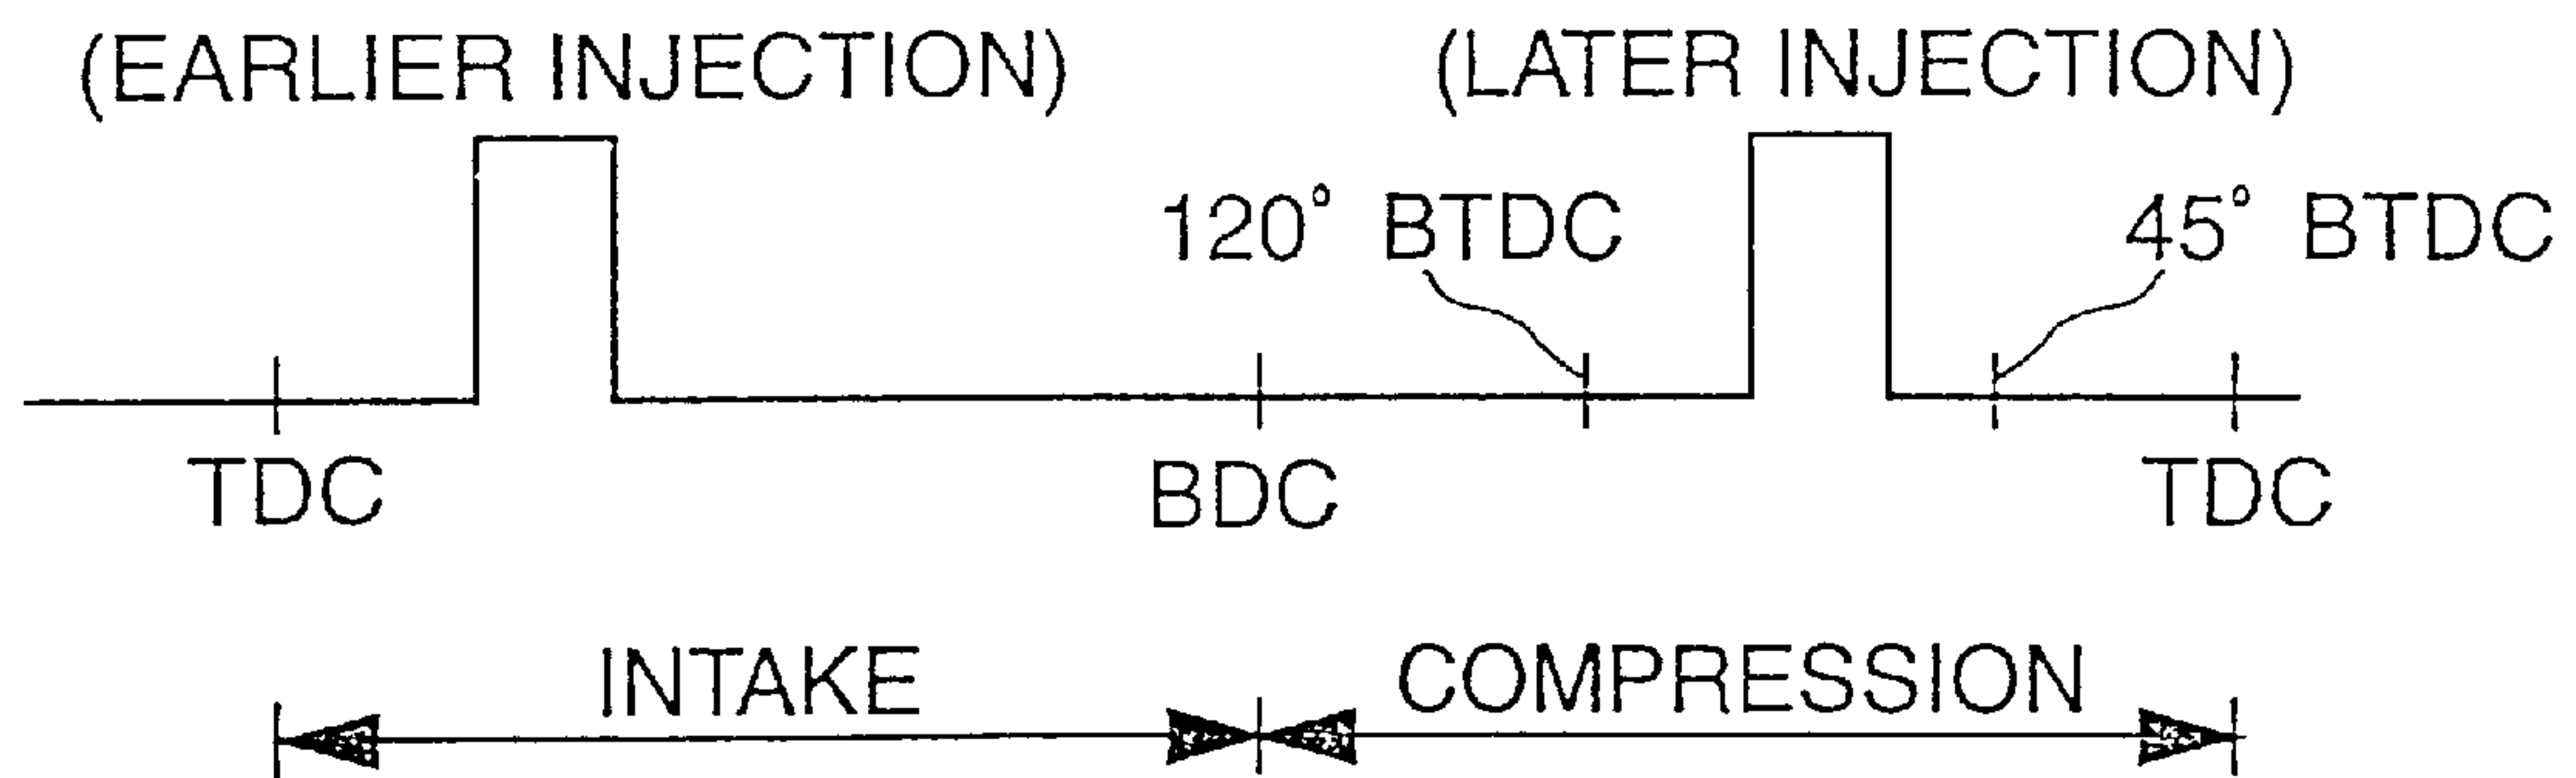 (EARLIER INJECTION) (LATER INJECTION)
120° BTDC 45° BTDC
TDC BDC TDC
INTAKE COMPRESSION